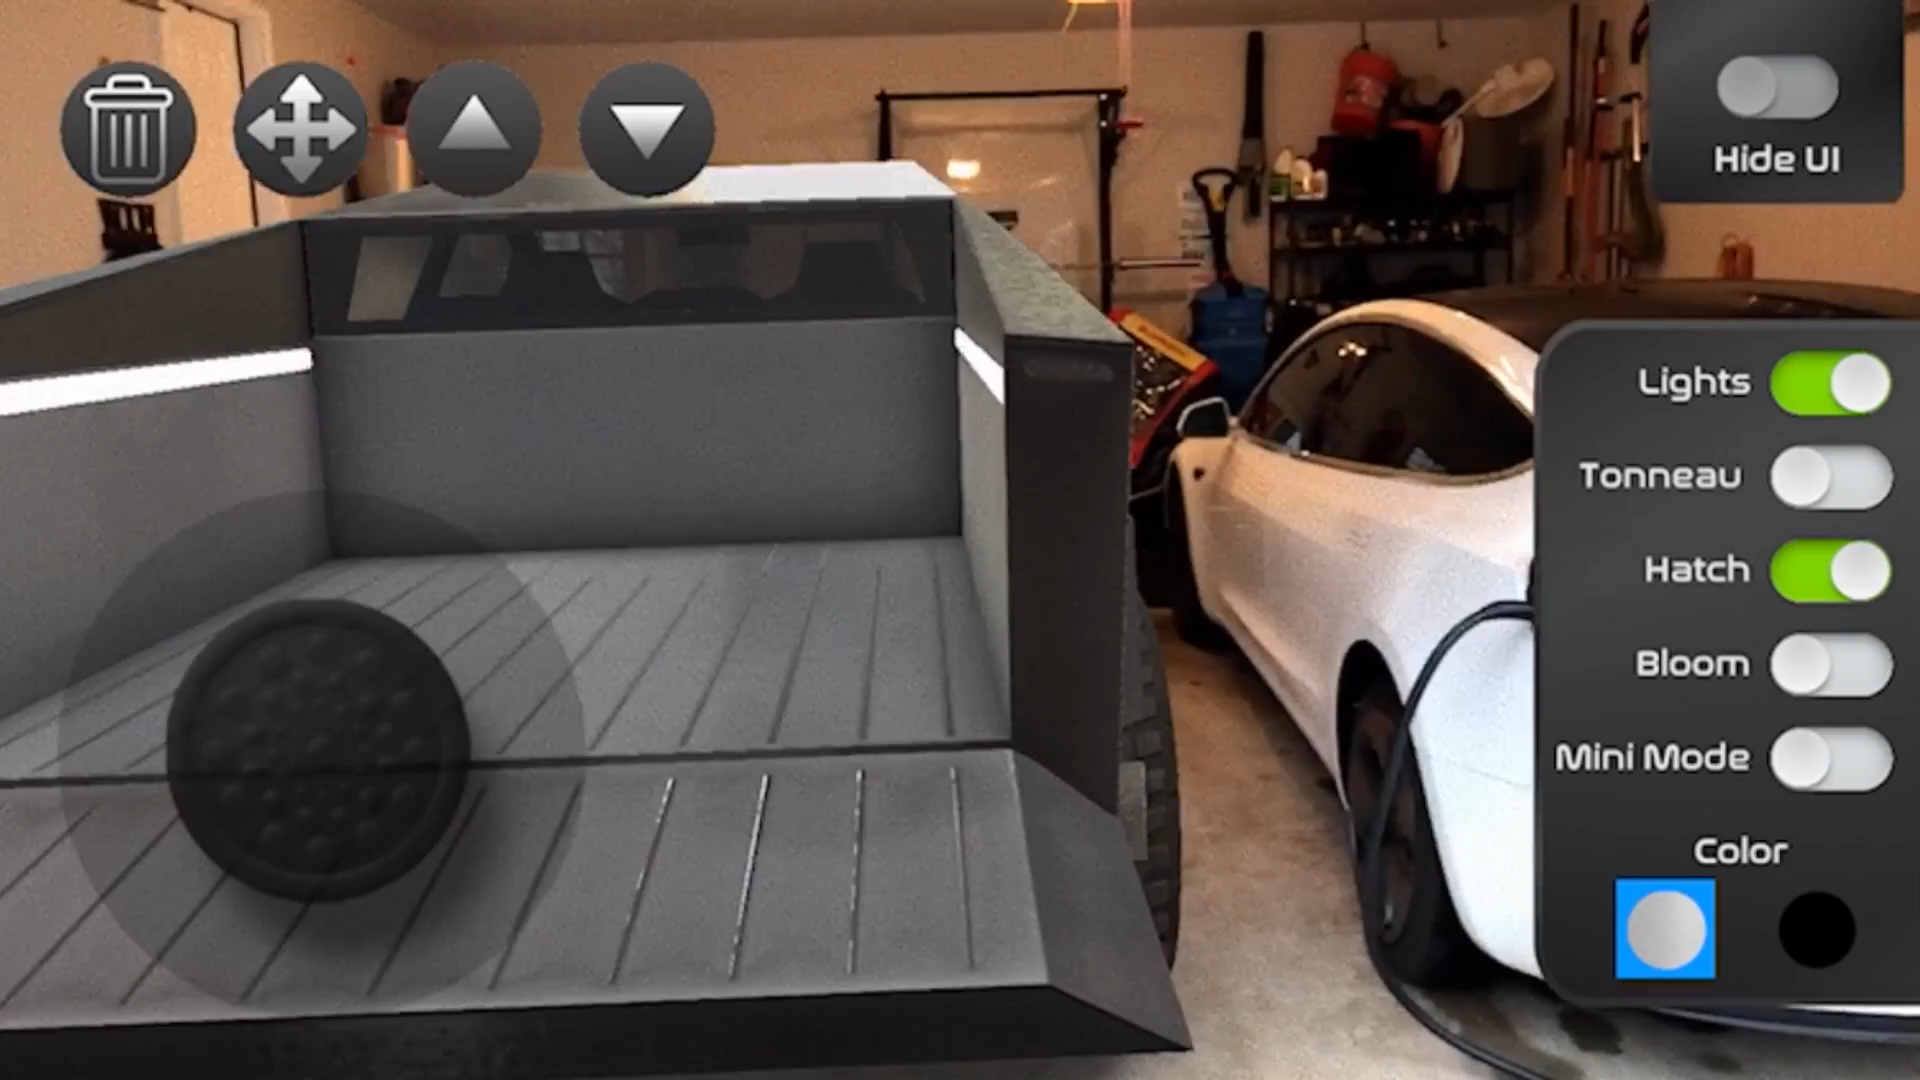 Hide UI
Lights
Tonneau
Hatch
Bloom
Mini Mode
Color